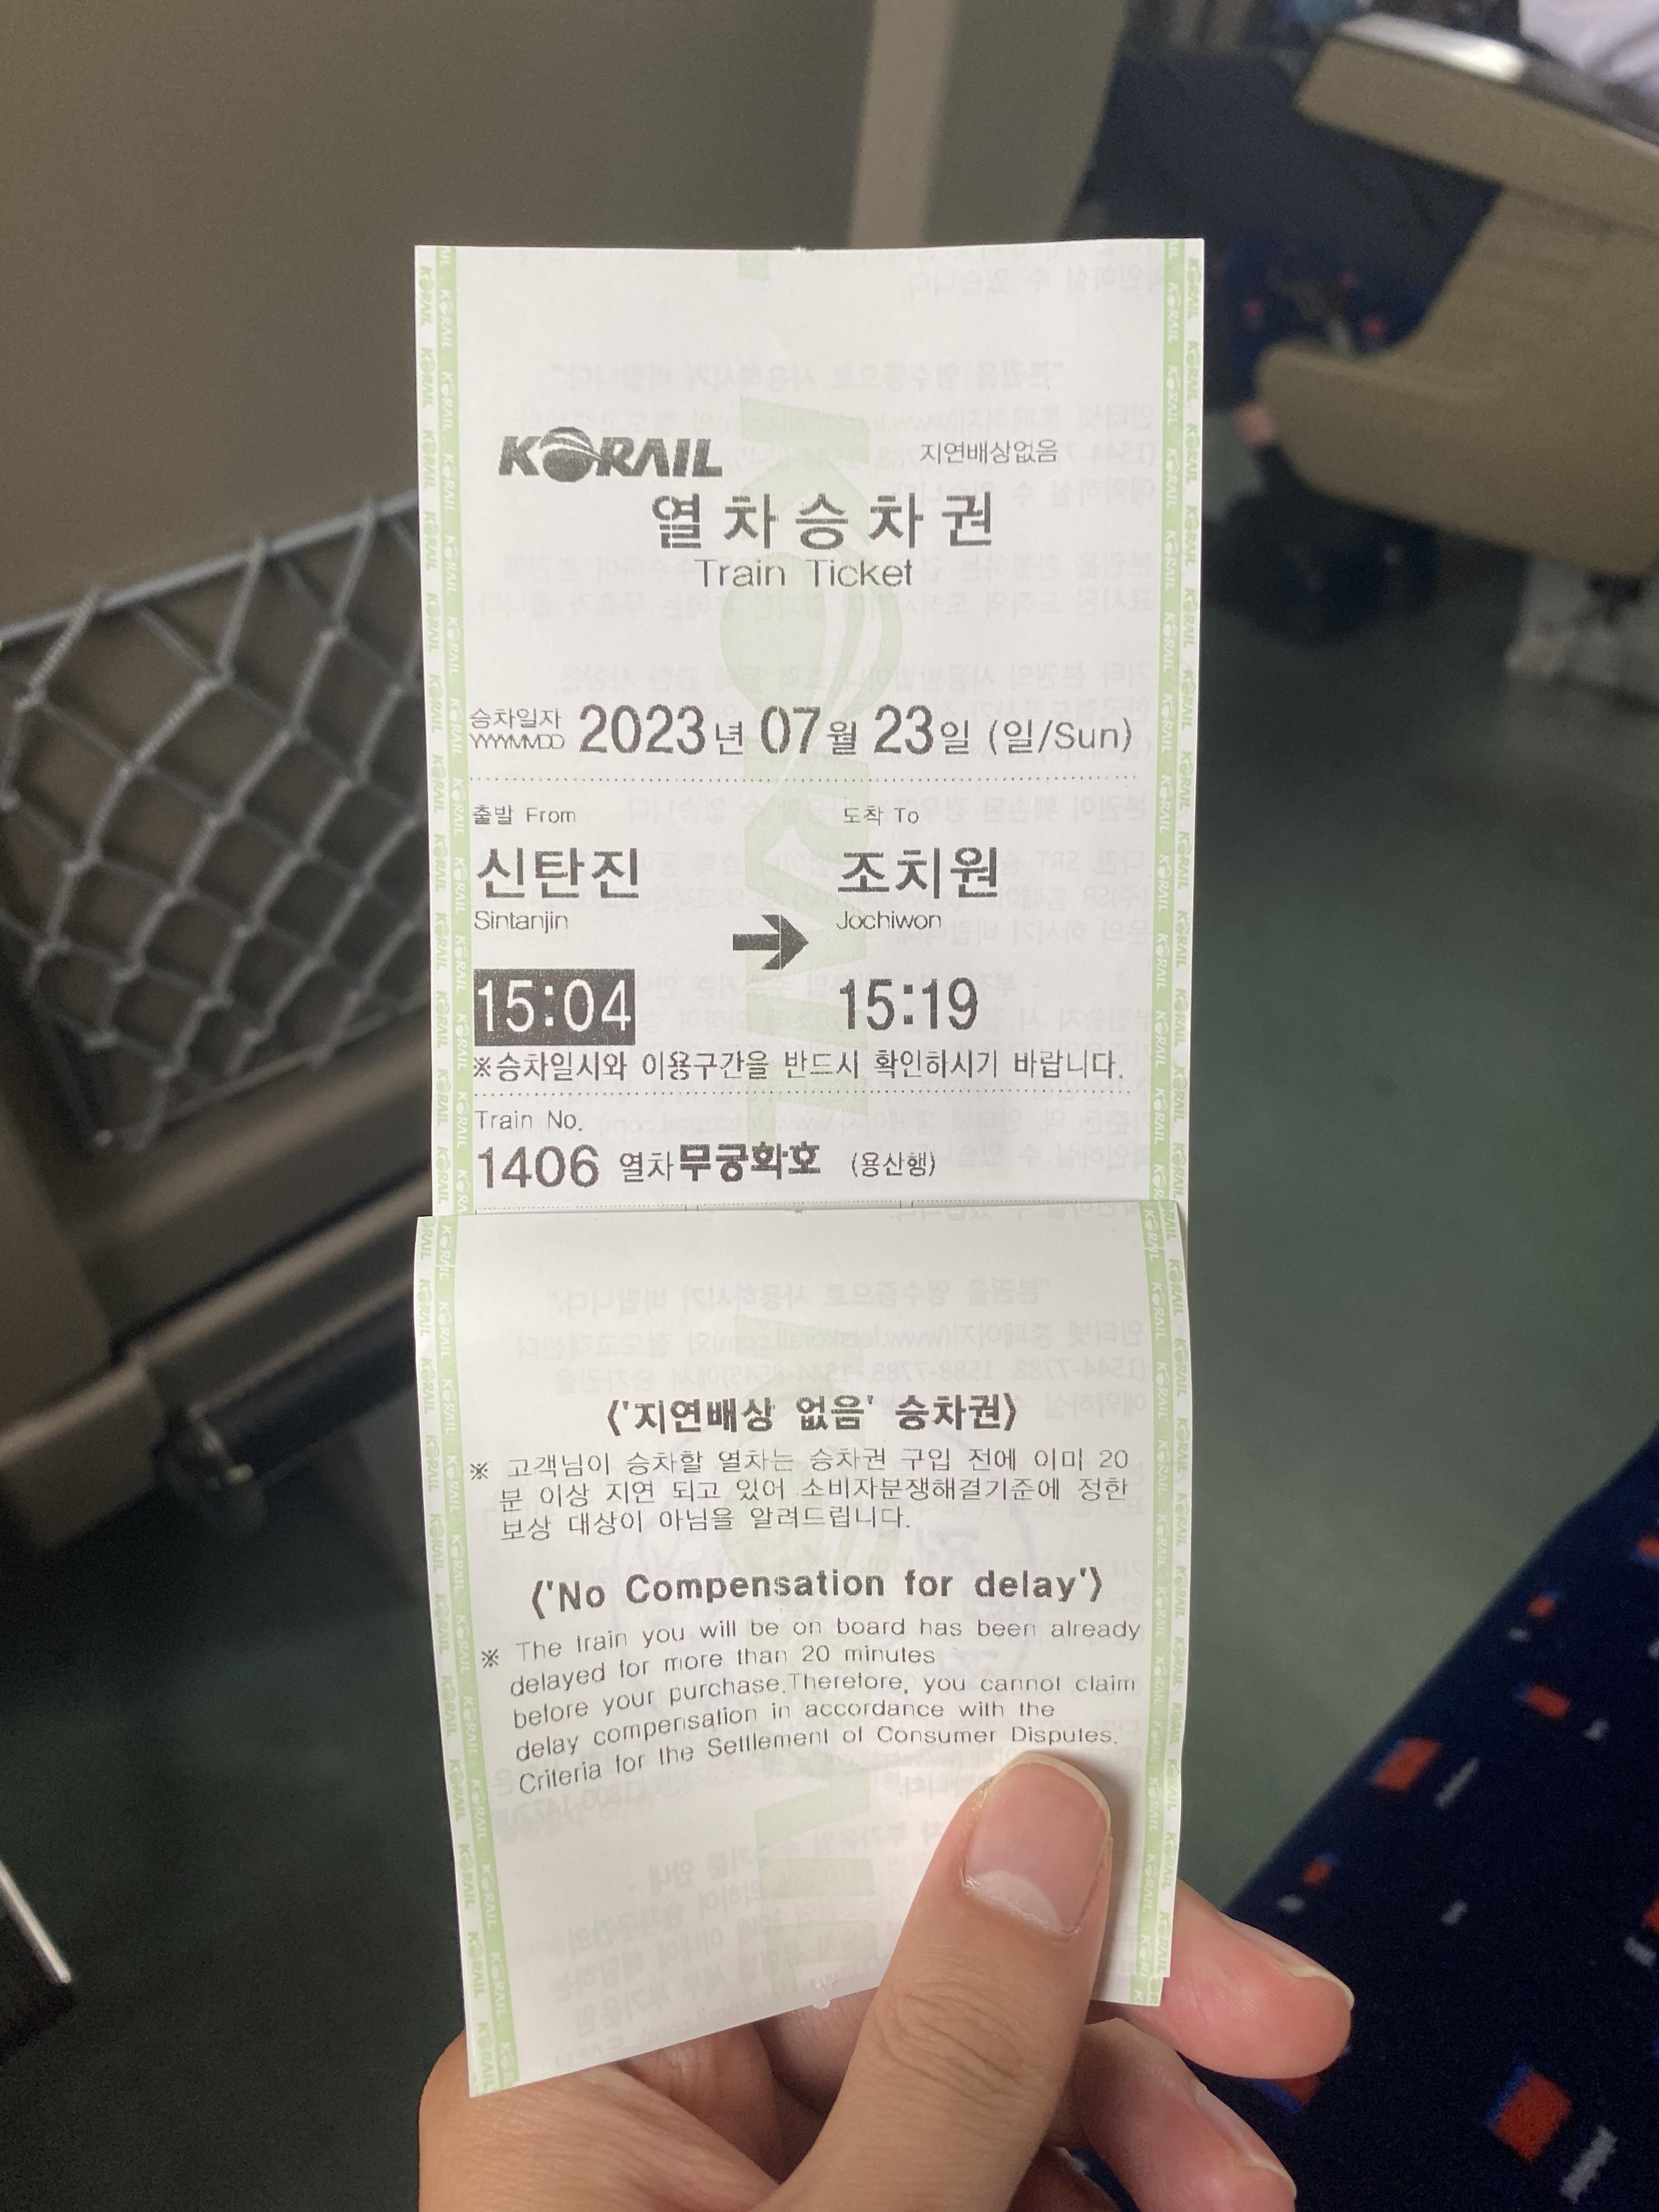 KORAIL 지연배상없음
열차승차권
Train Ticket
승차일자
YYYYMMDD
2023년 07월 23일 (일/Sun)
출발 From 도착 To
신탄진 조치원
Sintanjin Jochiwon
15:04 15:19
※승차일시와 이용구간을 반드시 확인하시기 바랍니다.
Train No.
1406 열차 무궁화호 (용산행)
〈'지연배상 없음' 승차권〉
※ 고객님이 승차할 열차는 승차권 구입 전에 이미 20
분 이상 지연 되고 있어 소비자분쟁해결기준에 정한
보상 대상이 아님을 알려드립니다.
〈'No Compensation for delay'〉
※ The train you will be on board has been already
delayed for more than 20 minutes
before your purchase.Therefore, you cannot claim
delay compensation in accordance with the
Criteria for the Settlement of Consumer Disputes.